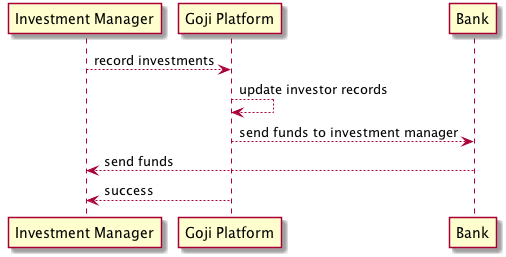 Investment Manager Goji Platform Bank
record investments
update investor records
send funds to investment manager
send funds
success
Investment Manager Goji Platform Bank